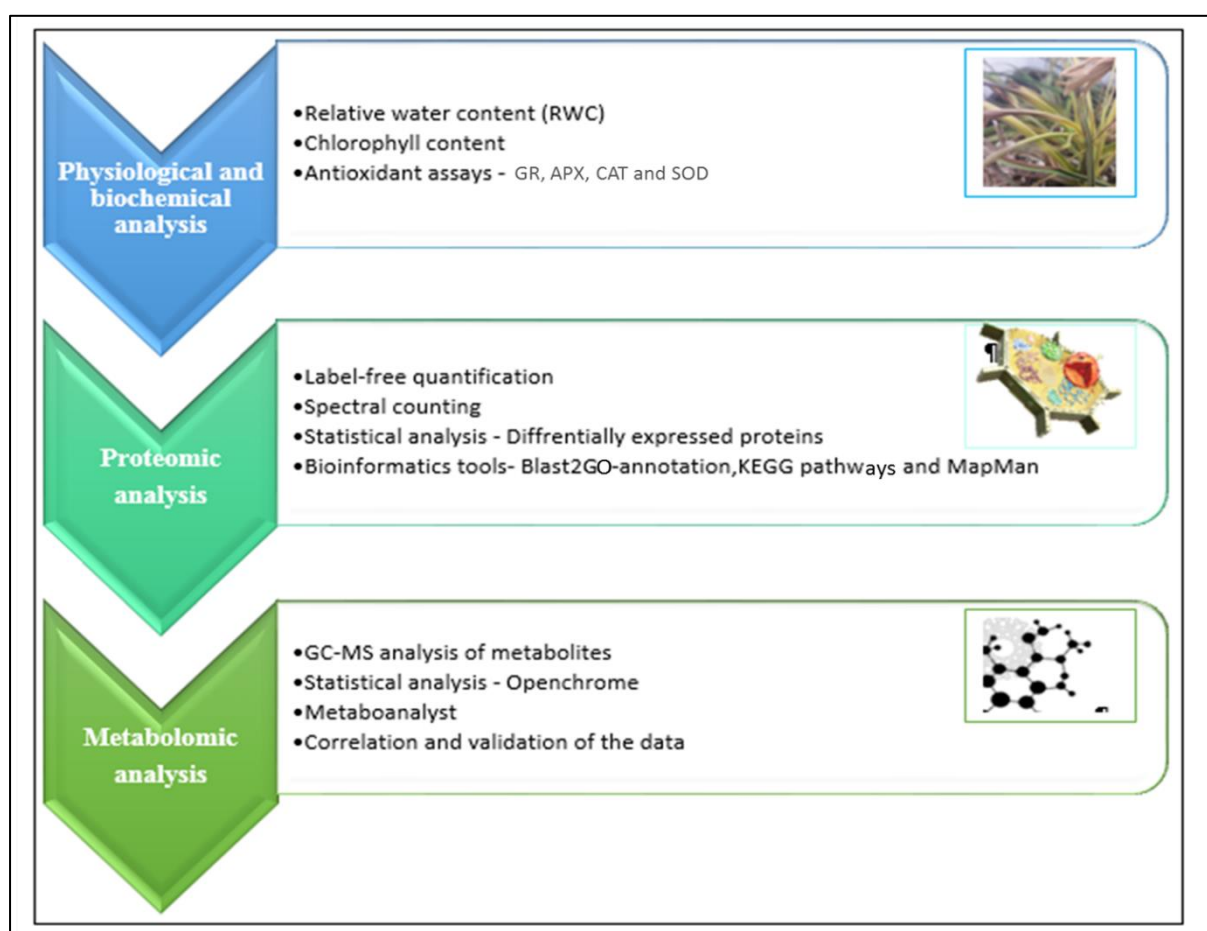 Physiological and
biochemical
analysis
•Relative water content (RWC)
•Chlorophyll content
•Antioxidant assays - GR, APX, CAT and SOD
Proteomic
analysis
¶
•Label-free quantification
•Spectral counting
•Statistical analysis - Diffrentially expressed proteins
•Bioinformatics tools- Blast2GO-annotation,KEGG pathways and MapMan
Metabolomic
analysis
•GC-MS analysis of metabolites
•Statistical analysis - Openchrome
•Metaboanalyst
•Correlation and validation of the data